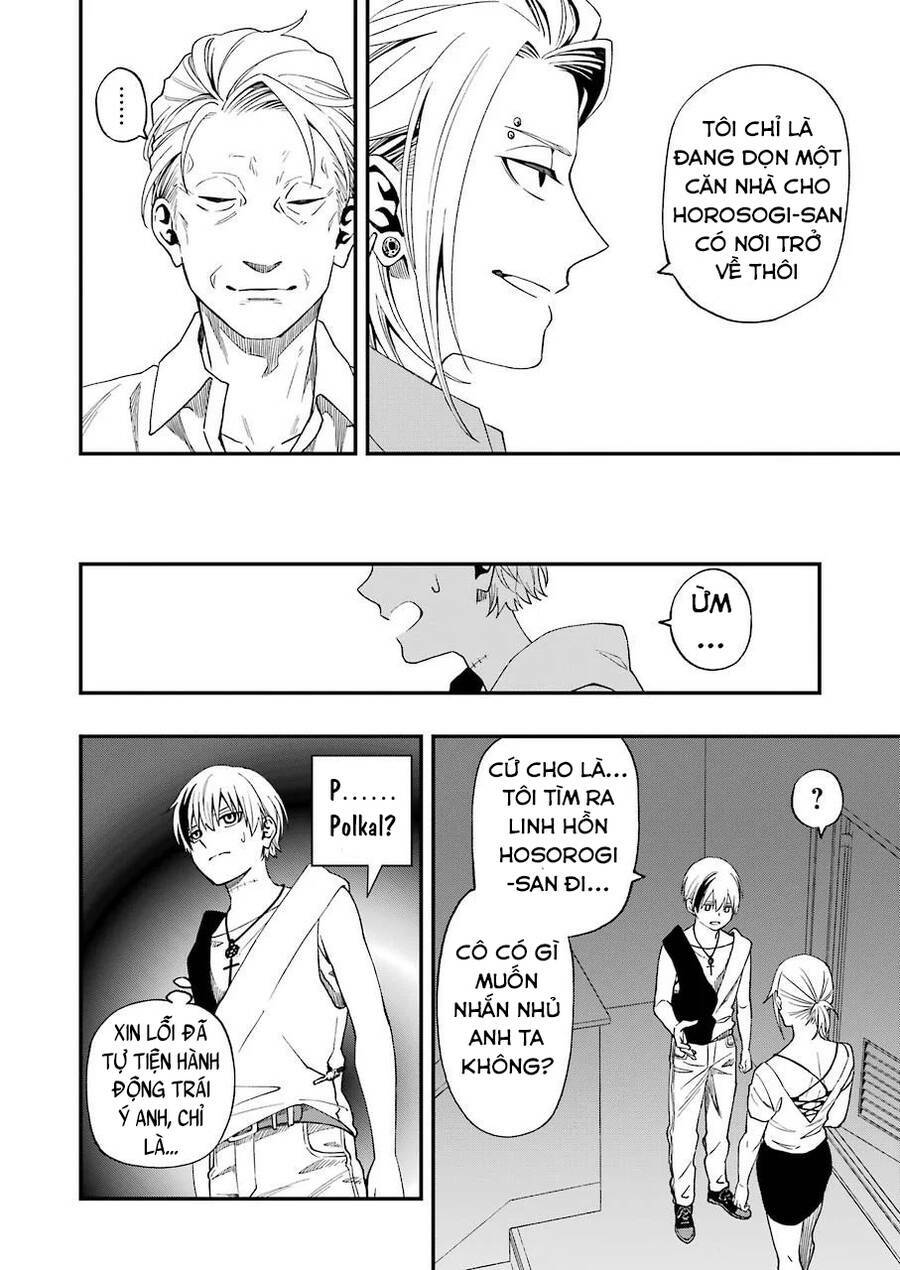 TÔI CHỈ LÀ
ĐANG DỌN MỘT
CĂN NHÀ CHO
HOROSOGI-SAN
CÓ NƠI TRỞ
VỀ THÔI
......
ỪM
...
?
CỨ CHO LÀ...
TÔI TÌM RA
LINH HỒN
HOSOROGI
-SAN ĐI...
CÔ CÓ GÌ
MUỐN
NHẮN NHỦ
ANH TA
KHÔNG?
P......
Polkal?
XIN LỖI ĐÃ
TỰ TIỆN HÀNH
ĐỘNG TRÁI
Ý ANH, CHỈ
LÀ...